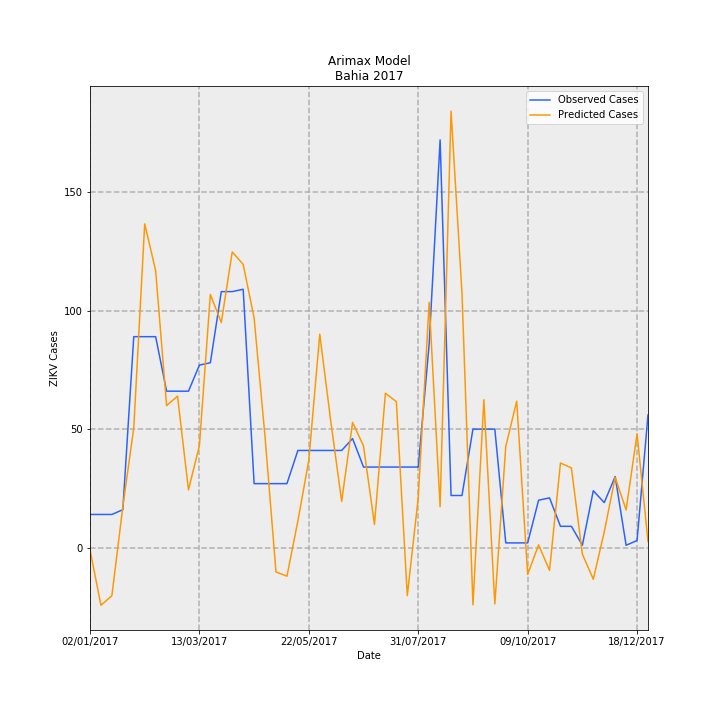 Arimax Model
Bahia 2017
Observed Cases
Predicted Cases
ZIKV Cases
150
100
50
0
02/01/2017
13/03/2017
22/05/2017
31/07/2017
09/10/2017
18/12/2017
Date